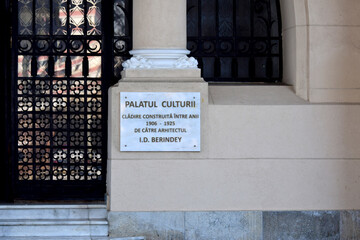 PALATUL CULTURII
CLĂDIRE CONSTRUITĂ ÎNTRE ANII
1906 - 1925
DE CĂTRE ARHITECTUL
I.D. BERINDEY